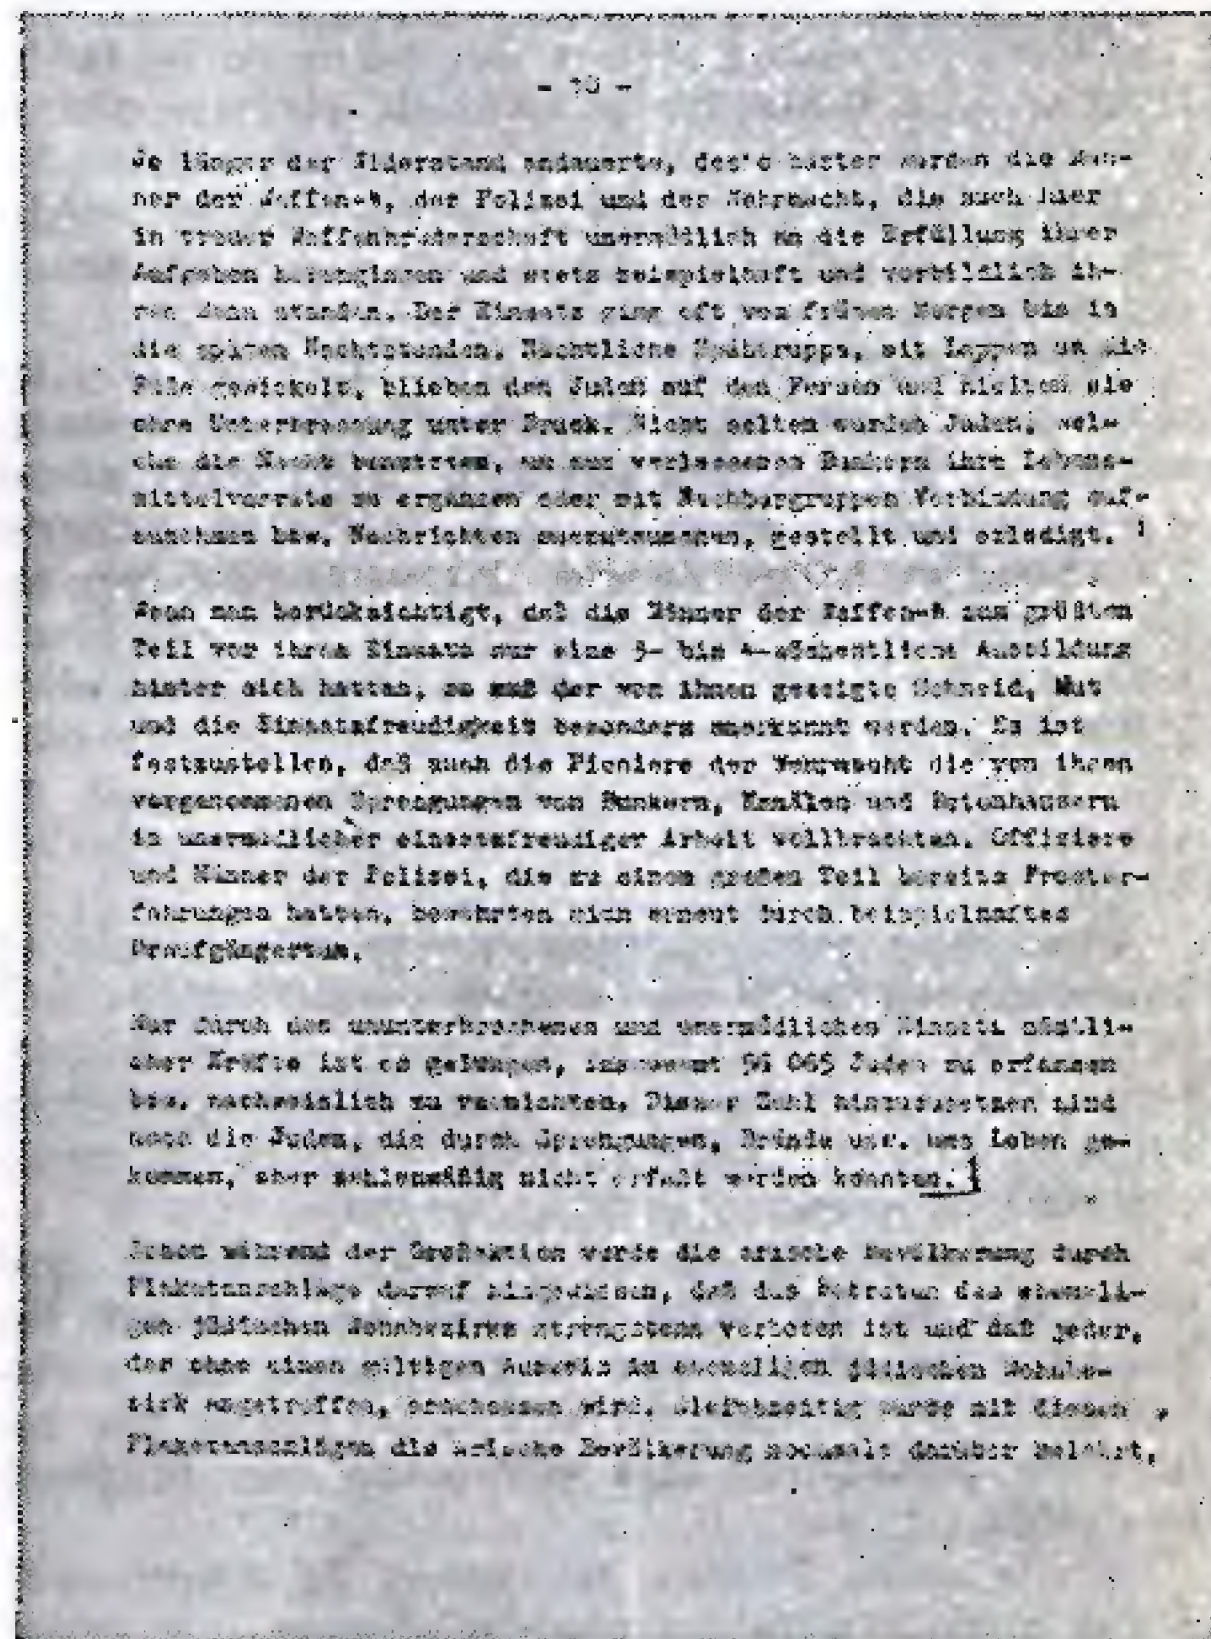 - 10 -
Je länger der Widerstand andauerte, desto härter wurden die Män-
ner der Waffen-SS, der Polizei und der Wehrmacht, die auch hier
in treuer Waffenbrüderschaft unermüdlich an die Erfüllung ihrer
Aufgaben herangingen und stets beispielhaft und vorbildlich ih-
ren Mann standen. Der Einsatz ging oft vom frühen Morgen bis in
die späten Nachtstunden. Nächtliche Spähtrupps, mit Lappen um die
Füße gewickelt, blieben den Juden auf den Fersen und hielten sie
ohne Unterbrechung unter Druck. Nicht selten wurden Juden, wel-
che die Nacht benutzten, um aus verlassenen Bunkern ihre Lebens-
mittelvorräte zu ergänzen oder mit Nachbargruppen Verbindung auf-
zunehmen bzw. Nachrichten auszutauschen, gestellt und erledigt.
Wenn man berücksichtigt, daß die Männer der Waffen-SS zum größten
Teil vor ihrem Einsatz nur eine 3- bis 4-wöchentliche Ausbildung
hinter sich hatten, so muß der von ihnen gezeigte Schneid, Mut
und die Einsatzfreudigkeit besonders anerkannt werden. Es ist
festzustellen, daß auch die Pioniere der Wehrmacht die von ihnen
vorgenommenen Sprengungen von Bunkern, Kanälen und Betonhäusern
in unermüdlicher einsatzfreudiger Arbeit vollbrachten. Offiziere
und Männer der Polizei, die zu einem großen Teil bereits Fronter-
fahrungen hatten, bewährten sich erneut durch beispielhaftes
Draufgängertum.
Nur durch den ununterbrochenen und unermüdlichen Einsatz sämtli-
cher Kräfte ist es gelungen, insgesamt 56 065 Juden zu erfassen
bzw. nachweislich zu vernichten. Dieser Zahl hinzuzusetzen sind
noch die Juden, die durch Sprengungen, Brände usw. ums Leben ge-
kommen, aber zahlenmäßig nicht erfaßt werden konnten.
Schon während der Großaktion wurde die arische Bevölkerung durch
Plakatanschläge darauf hingewiesen, daß das Betreten des ehemali-
gen jüdischen Wohnbezirks strengstens verboten ist und daß jeder,
der ohne einen gültigen Ausweis im ehemaligen jüdischen Wohnbe-
zirk angetroffen, erschossen wird. Gleichzeitig wurde mit diesen
Plakatanschlägen die arische Bevölkerung nochmals darüber belehrt,